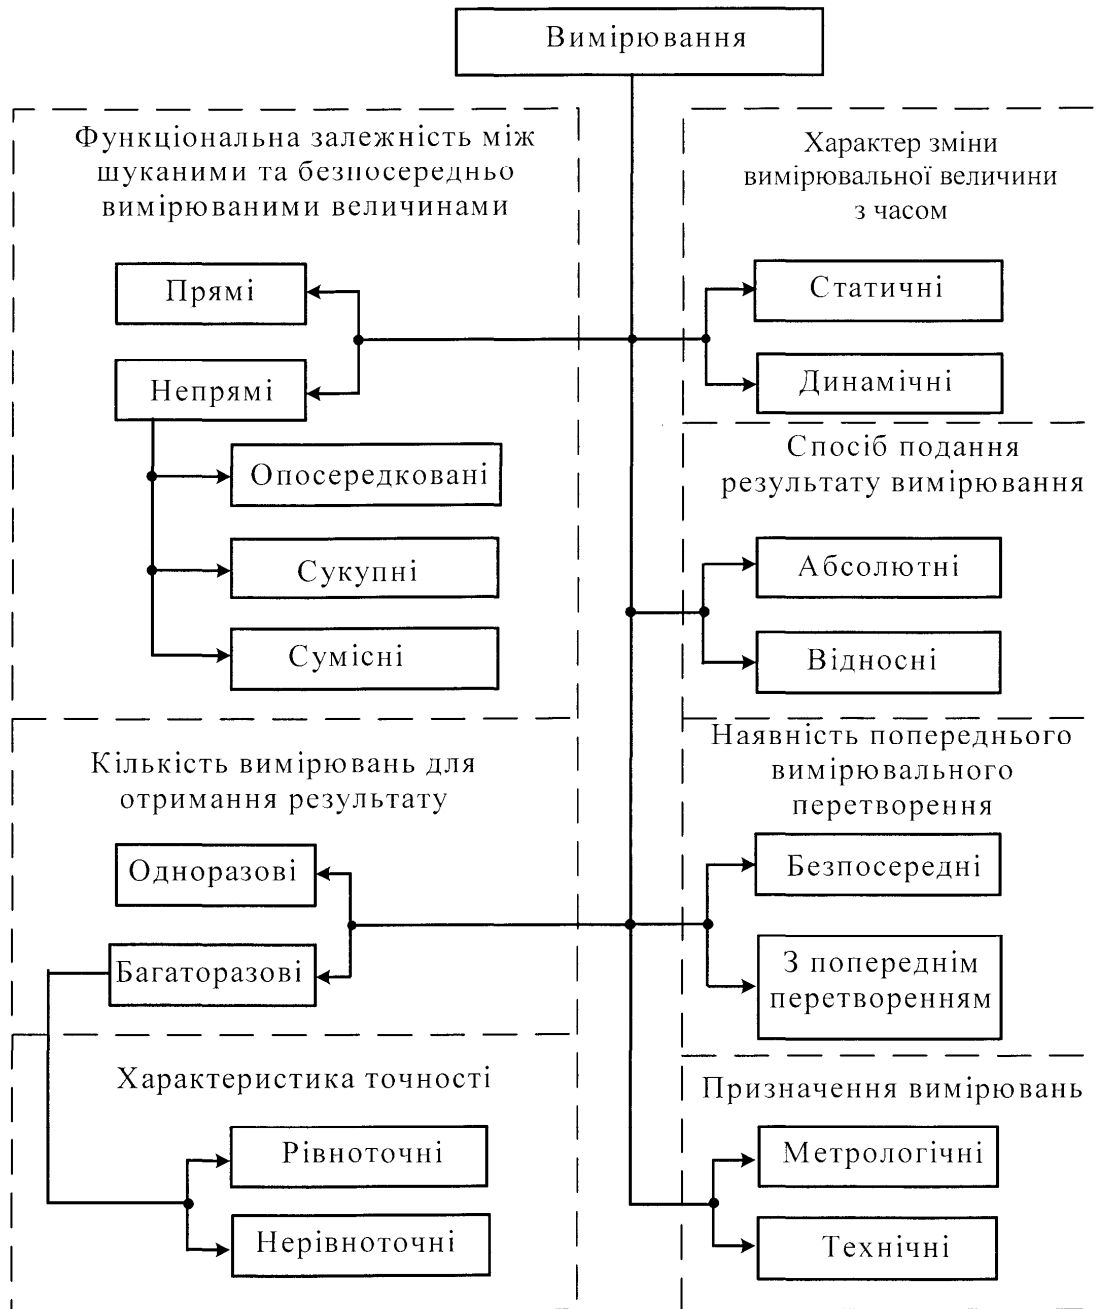 Вимірювання
Функціональна залежність між
шуканими та безпосередньо
вимірюваними величинами
Прямі
Непрямі
Опосередковані
Сукупні
Сумісні
Кількість вимірювань для
отримання результату
Одноразові
Багаторазові
Характеристика точності
Рівноточні
Нерівноточні
Характер зміни
вимірювальної величини
з часом
Статичні
Динамічні
Спосіб подання
результату вимірювання
Абсолютні
Відносні
Наявність попереднього
вимірювального
перетворення
Безпосередні
З попереднім
перетворенням
Призначення вимірювань
Метрологічні
Технічні